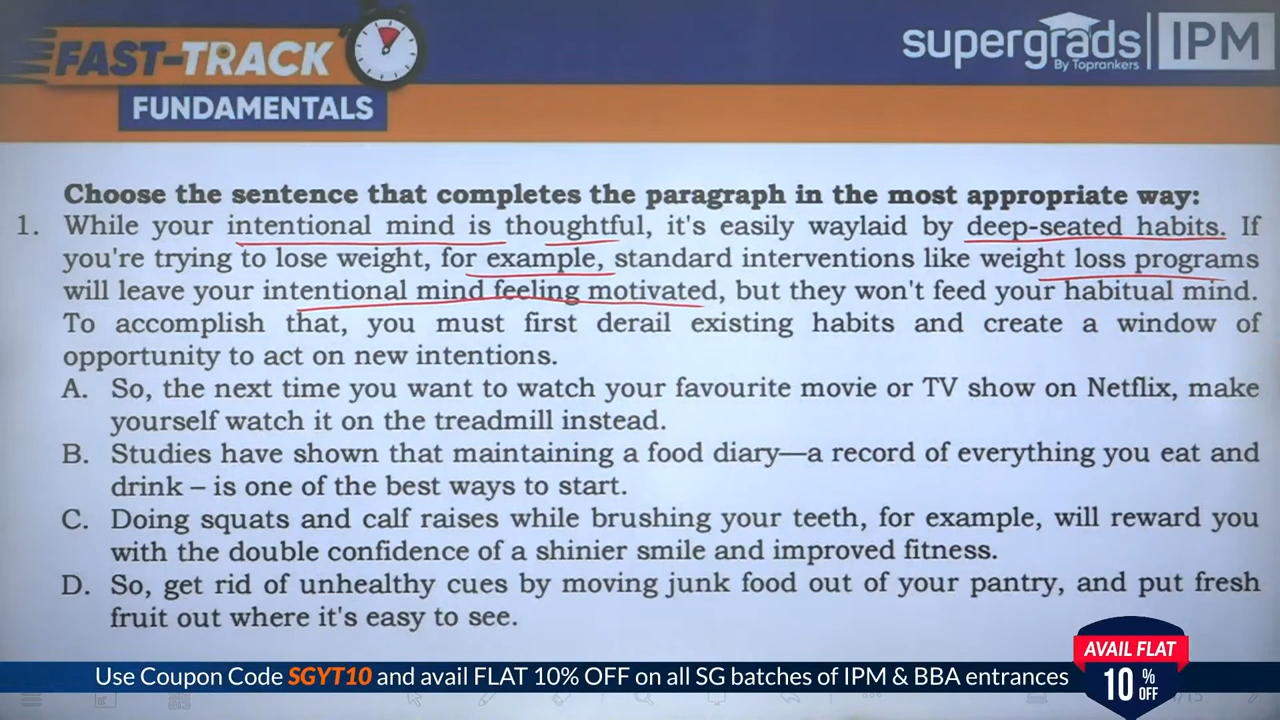 FAST-TRACK
FUNDAMENTALS
supergrads
By Toprankers
IPM
Choose the sentence that completes the paragraph in the most appropriate way:
1. While your intentional mind is thoughtful, it's easily waylaid by deep-seated habits. If
you're trying to lose weight, for example, standard interventions like weight loss programs
will leave your intentional mind feeling motivated, but they won't feed your habitual mind.
To accomplish that, you must first derail existing habits and create a window of
opportunity to act on new intentions.
A. So, the next time you want to watch your favourite movie or TV show on Netflix, make
yourself watch it on the treadmill instead.
B. Studies have shown that maintaining a food diary—a record of everything you eat and
drink – is one of the best ways to start.
C. Doing squats and calf raises while brushing your teeth, for example, will reward you
with the double confidence of a shinier smile and improved fitness.
D. So, get rid of unhealthy cues by moving junk food out of your pantry, and put fresh
fruit out where it's easy to see.
Use Coupon Code SGYT10 and avail FLAT 10% OFF on all SG batches of IPM & BBA entrances
AVAIL FLAT
10 % OFF